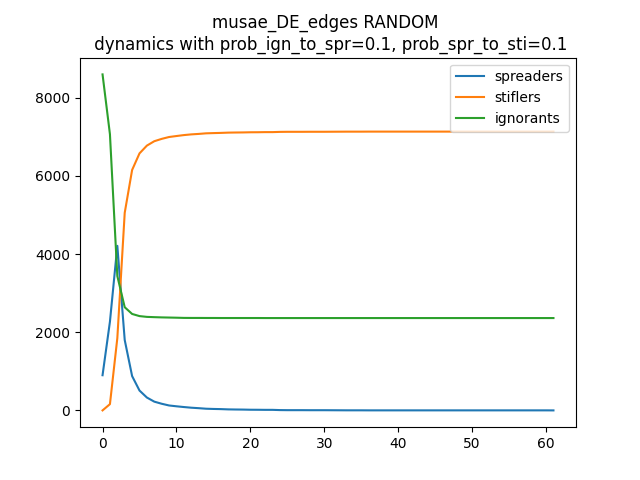 musae_DE_edges RANDOM
dynamics with prob_ign_to_spr=0.1, prob_spr_to_sti=0.1
spreaders
stiflers
ignorants
8000
6000
4000
2000
0
0 10 20 30 40 50 60